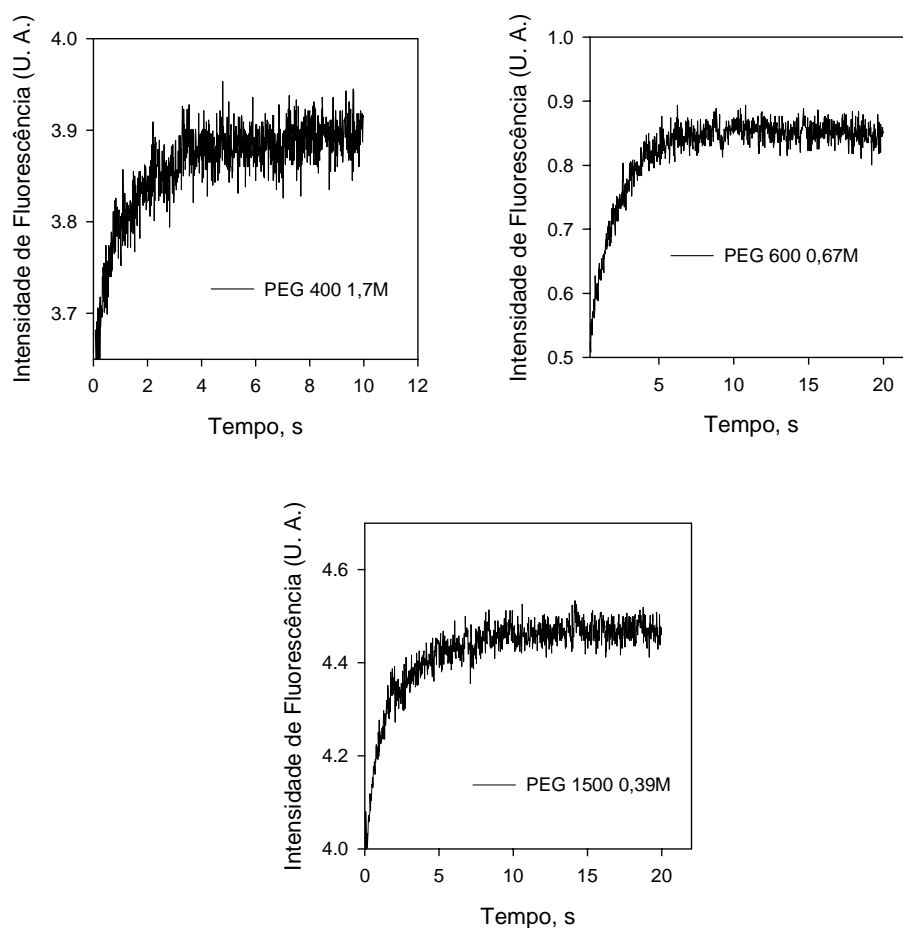 Intensidade de Fluorescência (U. A.)
4.0
3.9
3.8
3.7
0 2 4 6 8 10 12
Tempo, s
PEG 400 1,7M
Intensidade de Fluorescência (U. A.)
1.0
0.9
0.8
0.7
0.6
0.5
5 10 15 20
Tempo, s
PEG 600 0,67M
Intensidade de Fluorescência (U. A.)
4.6
4.4
4.2
4.0
0 5 10 15 20
Tempo, s
PEG 1500 0,39M